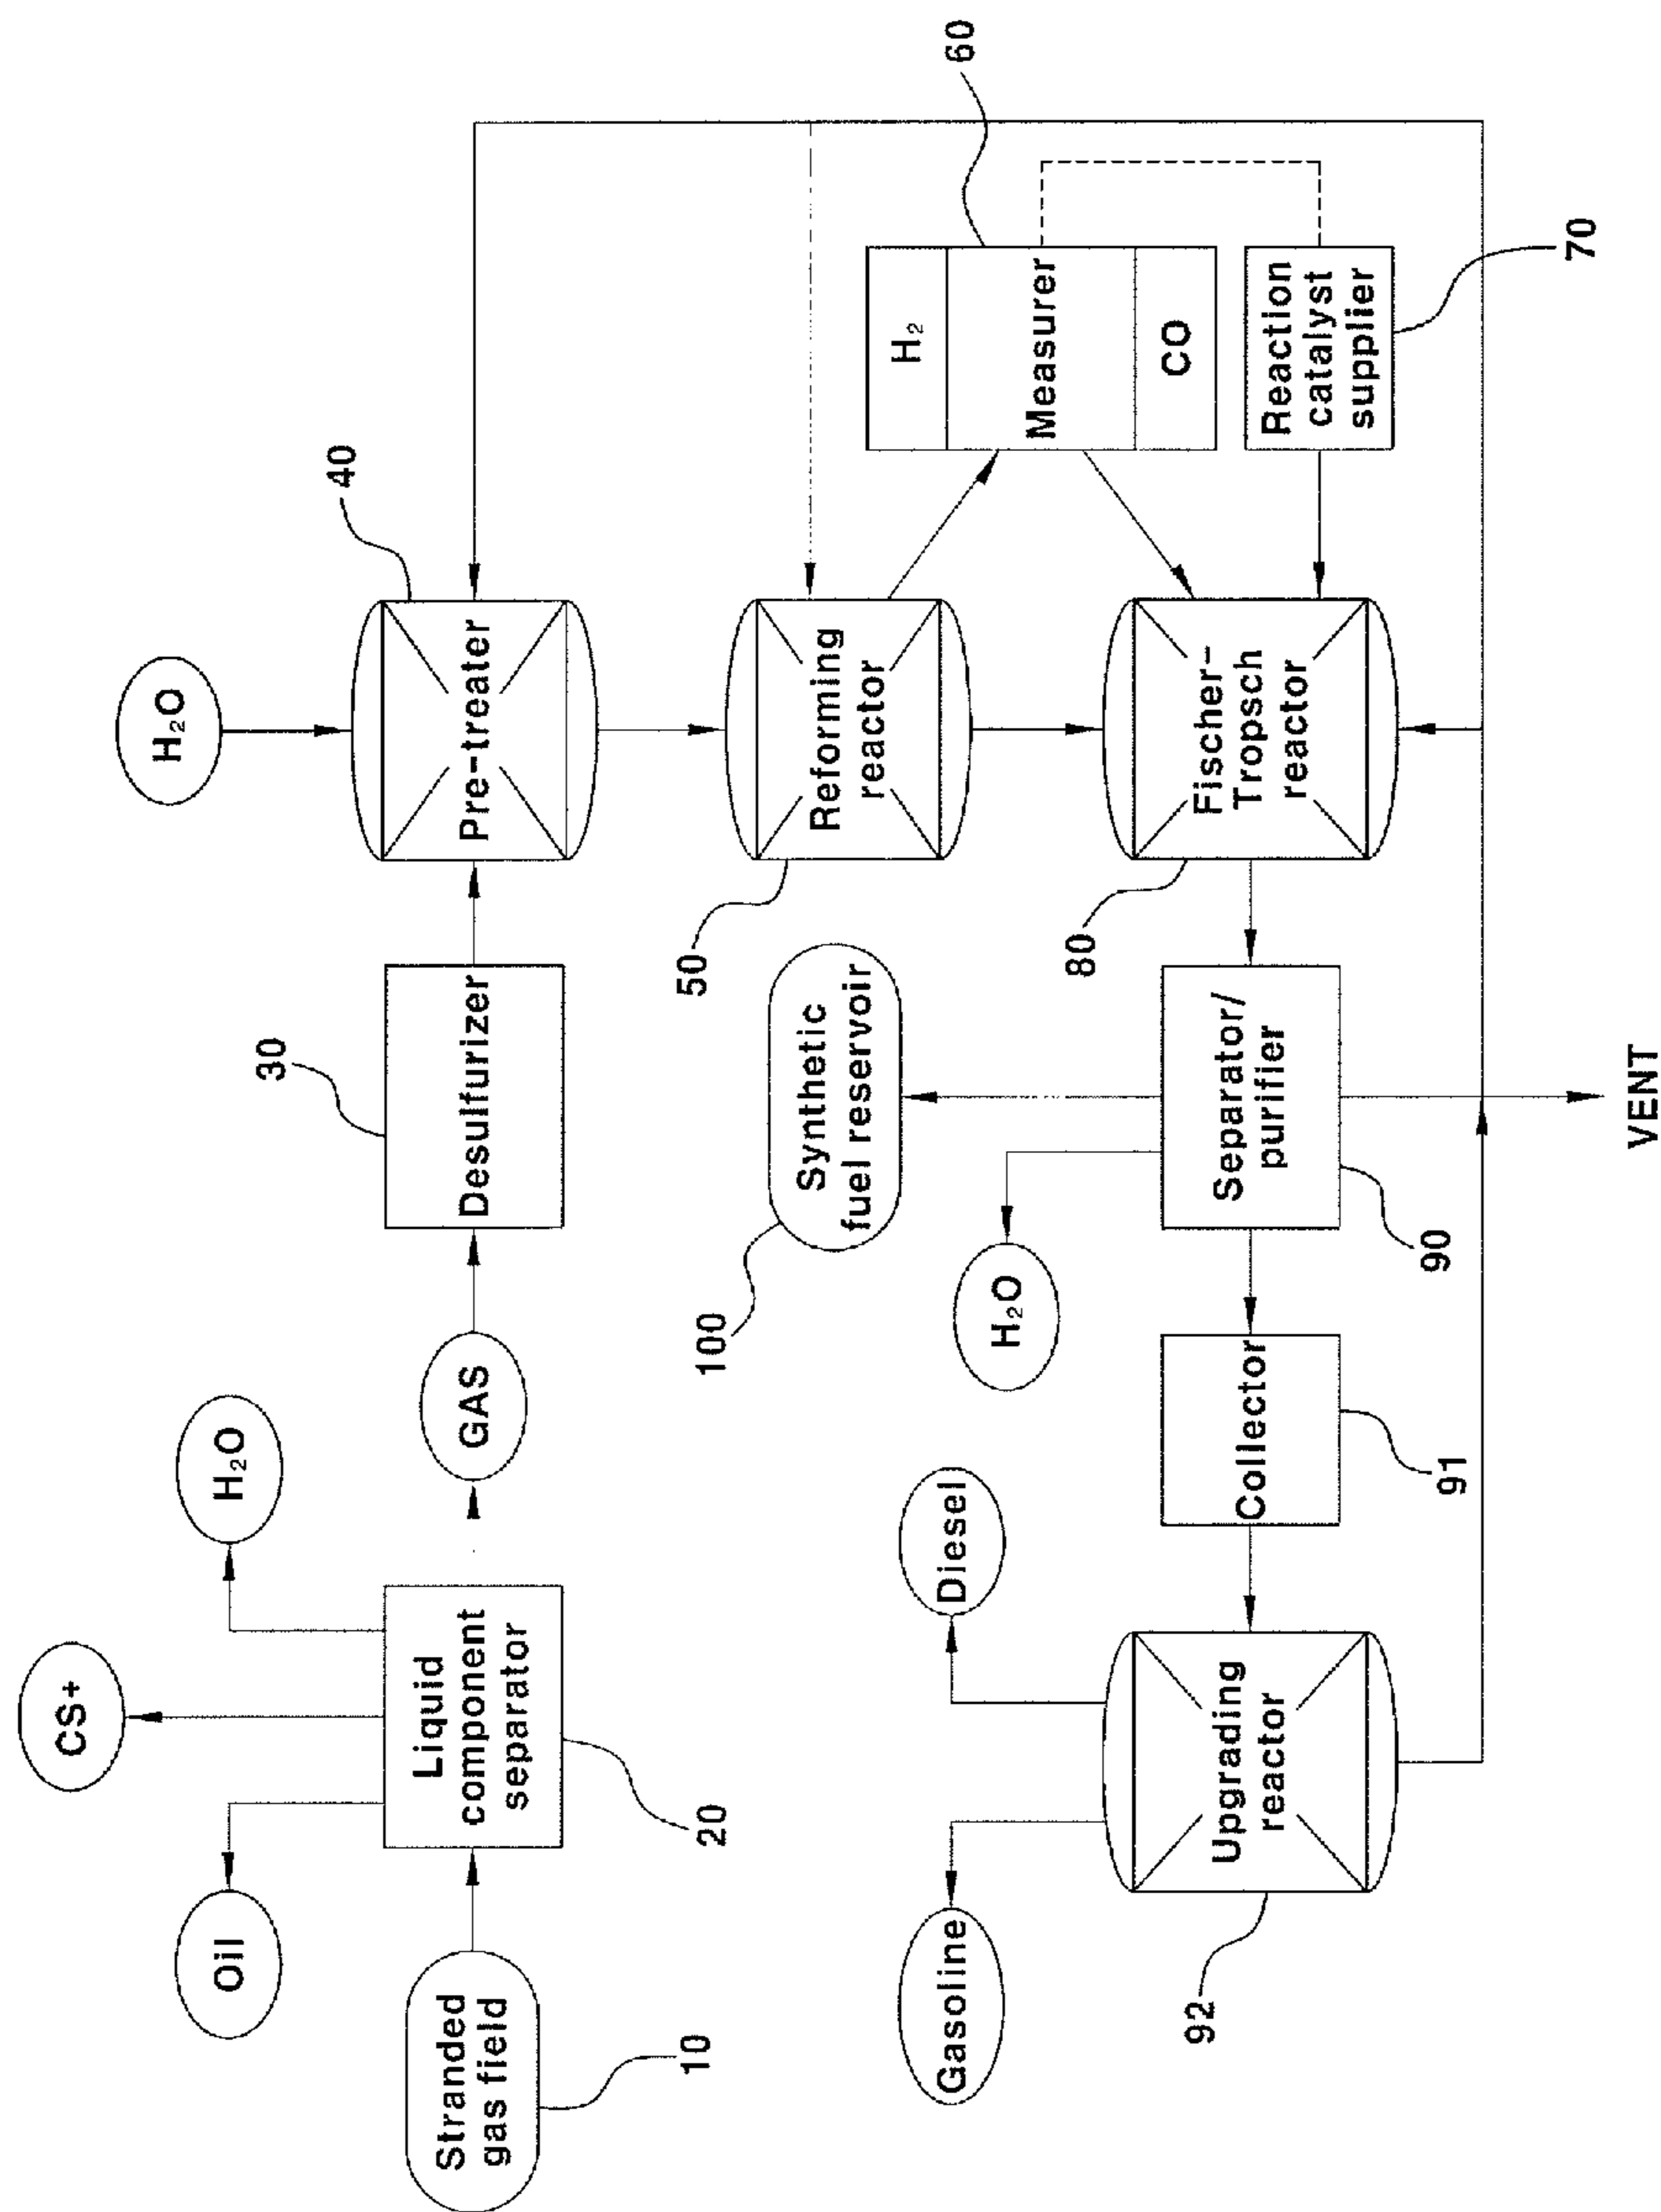 Oil
CS+
H₂O
H₂O
40
Stranded
gas field
10
Liquid
component
separator
20
GAS
Desulfurizer
30
Pre-treater
60
Gasoline
Diesel
Synthetic
fuel reservoir
100
H₂O
Reforming
reactor
50
H₂
Measurer
CO
Upgrading
reactor
92
Collector
91
Separator/
purifier
90
Fischer-
Tropsch
reactor
80
Reaction
catalyst
supplier
70
VENT